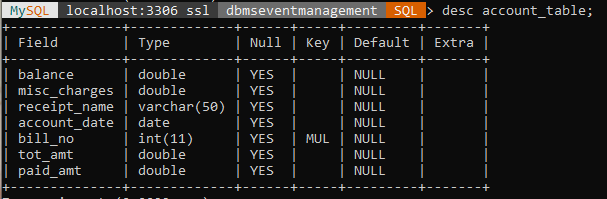 MySQL localhost:3306 ssl dbmseventmanagement SQL > desc account_table;
+---------------+-------------+------+-----+---------+-------+
| Field         | Type        | Null | Key | Default | Extra |
+---------------+-------------+------+-----+---------+-------+
| balance       | double      | YES  |     | NULL    |       |
| misc_charges  | double      | YES  |     | NULL    |       |
| receipt_name  | varchar(50) | YES  |     | NULL    |       |
| account_date  | date        | YES  |     | NULL    |       |
| bill_no       | int(11)     | YES  | MUL | NULL    |       |
| tot_amt       | double      | YES  |     | NULL    |       |
| paid_amt      | double      | YES  |     | NULL    |       |
+---------------+-------------+------+-----+---------+-------+